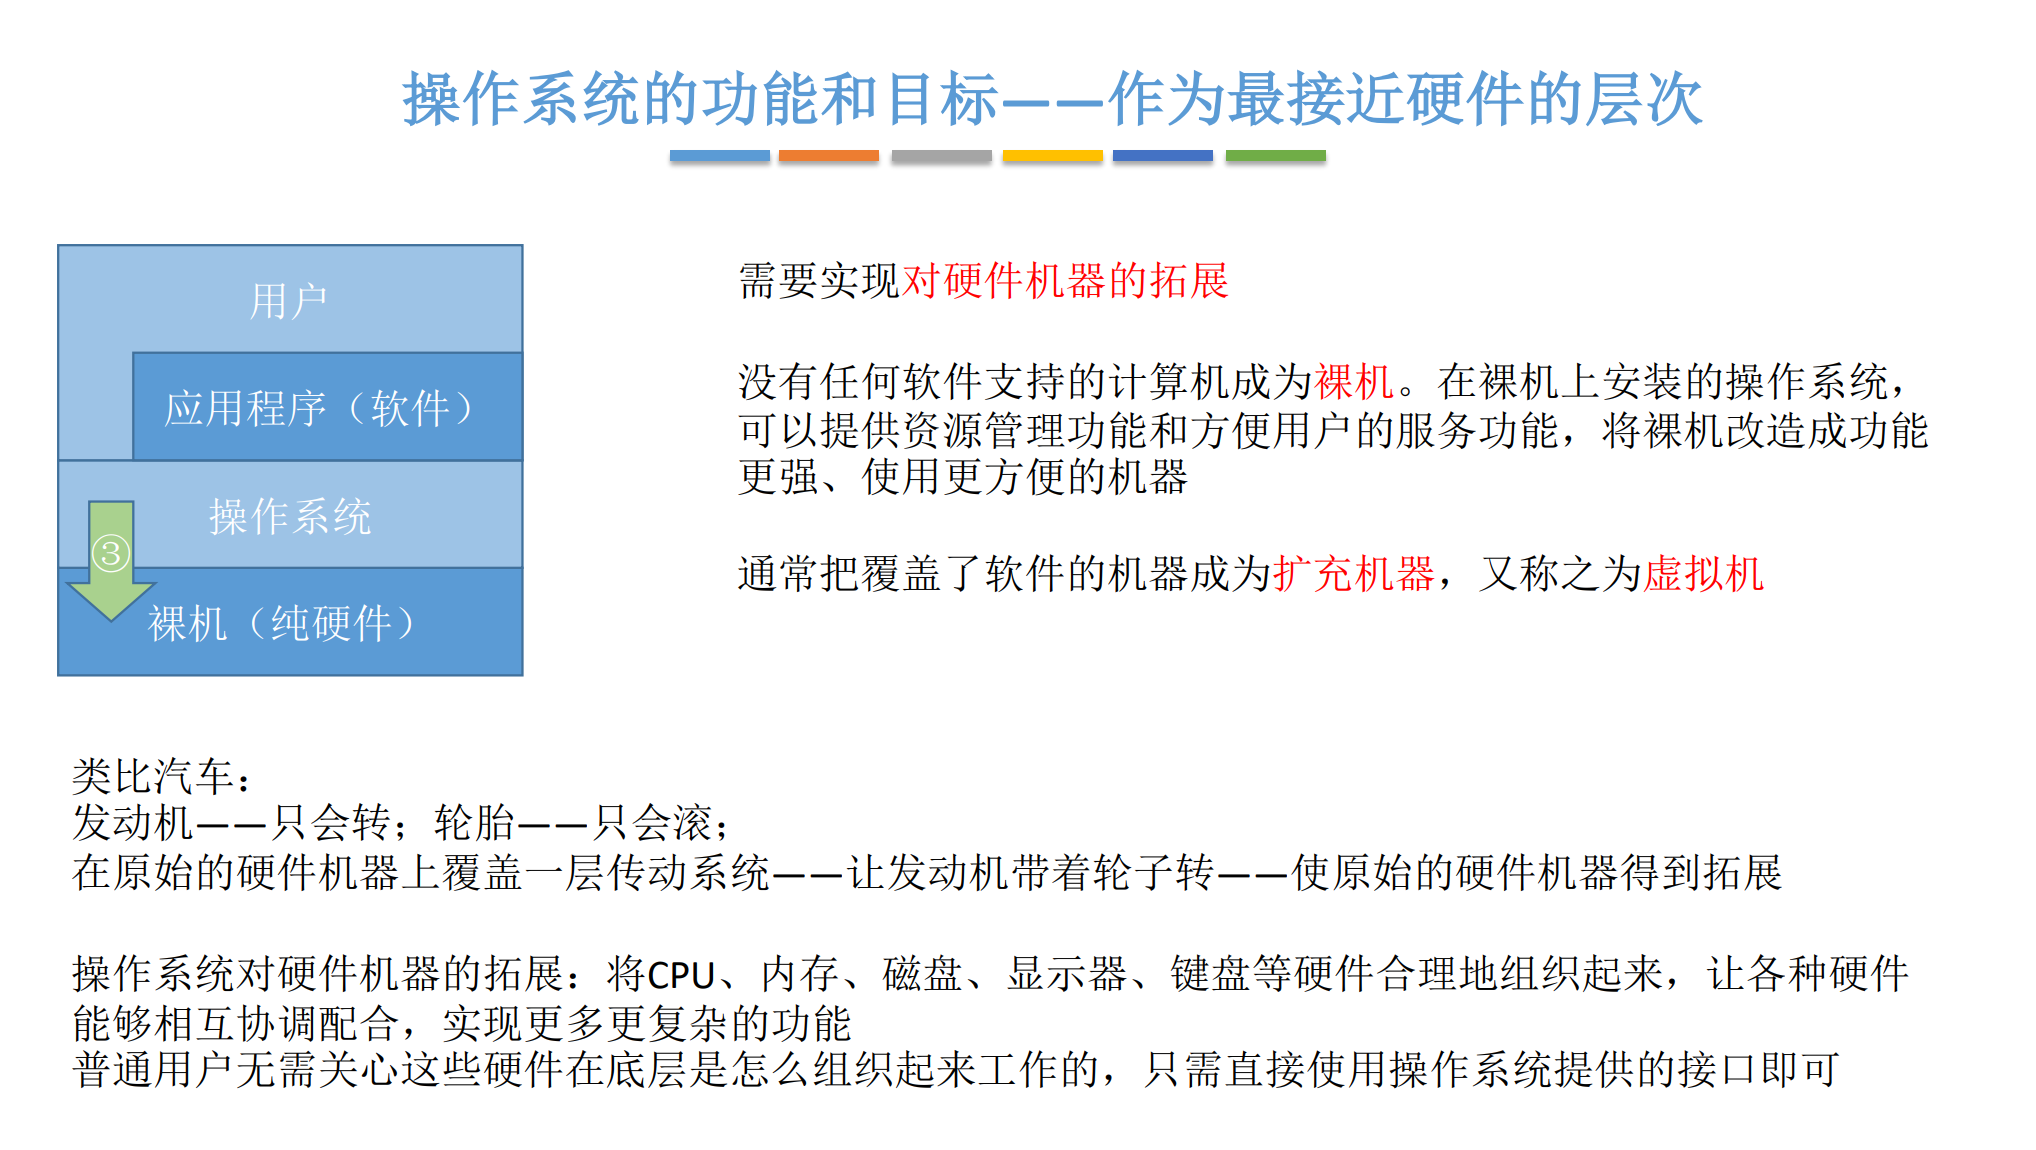 操作系统的功能和目标——作为最接近硬件的层次
用户
应用程序（软件）
操作系统
③
裸机（纯硬件）
需要实现对硬件机器的拓展
没有任何软件支持的计算机成为裸机。在裸机上安装的操作系统，
可以提供资源管理功能和方便用户的服务功能，将裸机改造成功能
更强、使用更方便的机器
通常把覆盖了软件的机器成为扩充机器，又称之为虚拟机
类比汽车：
发动机——只会转；轮胎——只会滚；
在原始的硬件机器上覆盖一层传动系统——让发动机带着轮子转——使原始的硬件机器得到拓展
操作系统对硬件机器的拓展：将CPU、内存、磁盘、显示器、键盘等硬件合理地组织起来，让各种硬件
能够相互协调配合，实现更多更复杂的功能
普通用户无需关心这些硬件在底层是怎么组织起来工作的，只需直接使用操作系统提供的接口即可